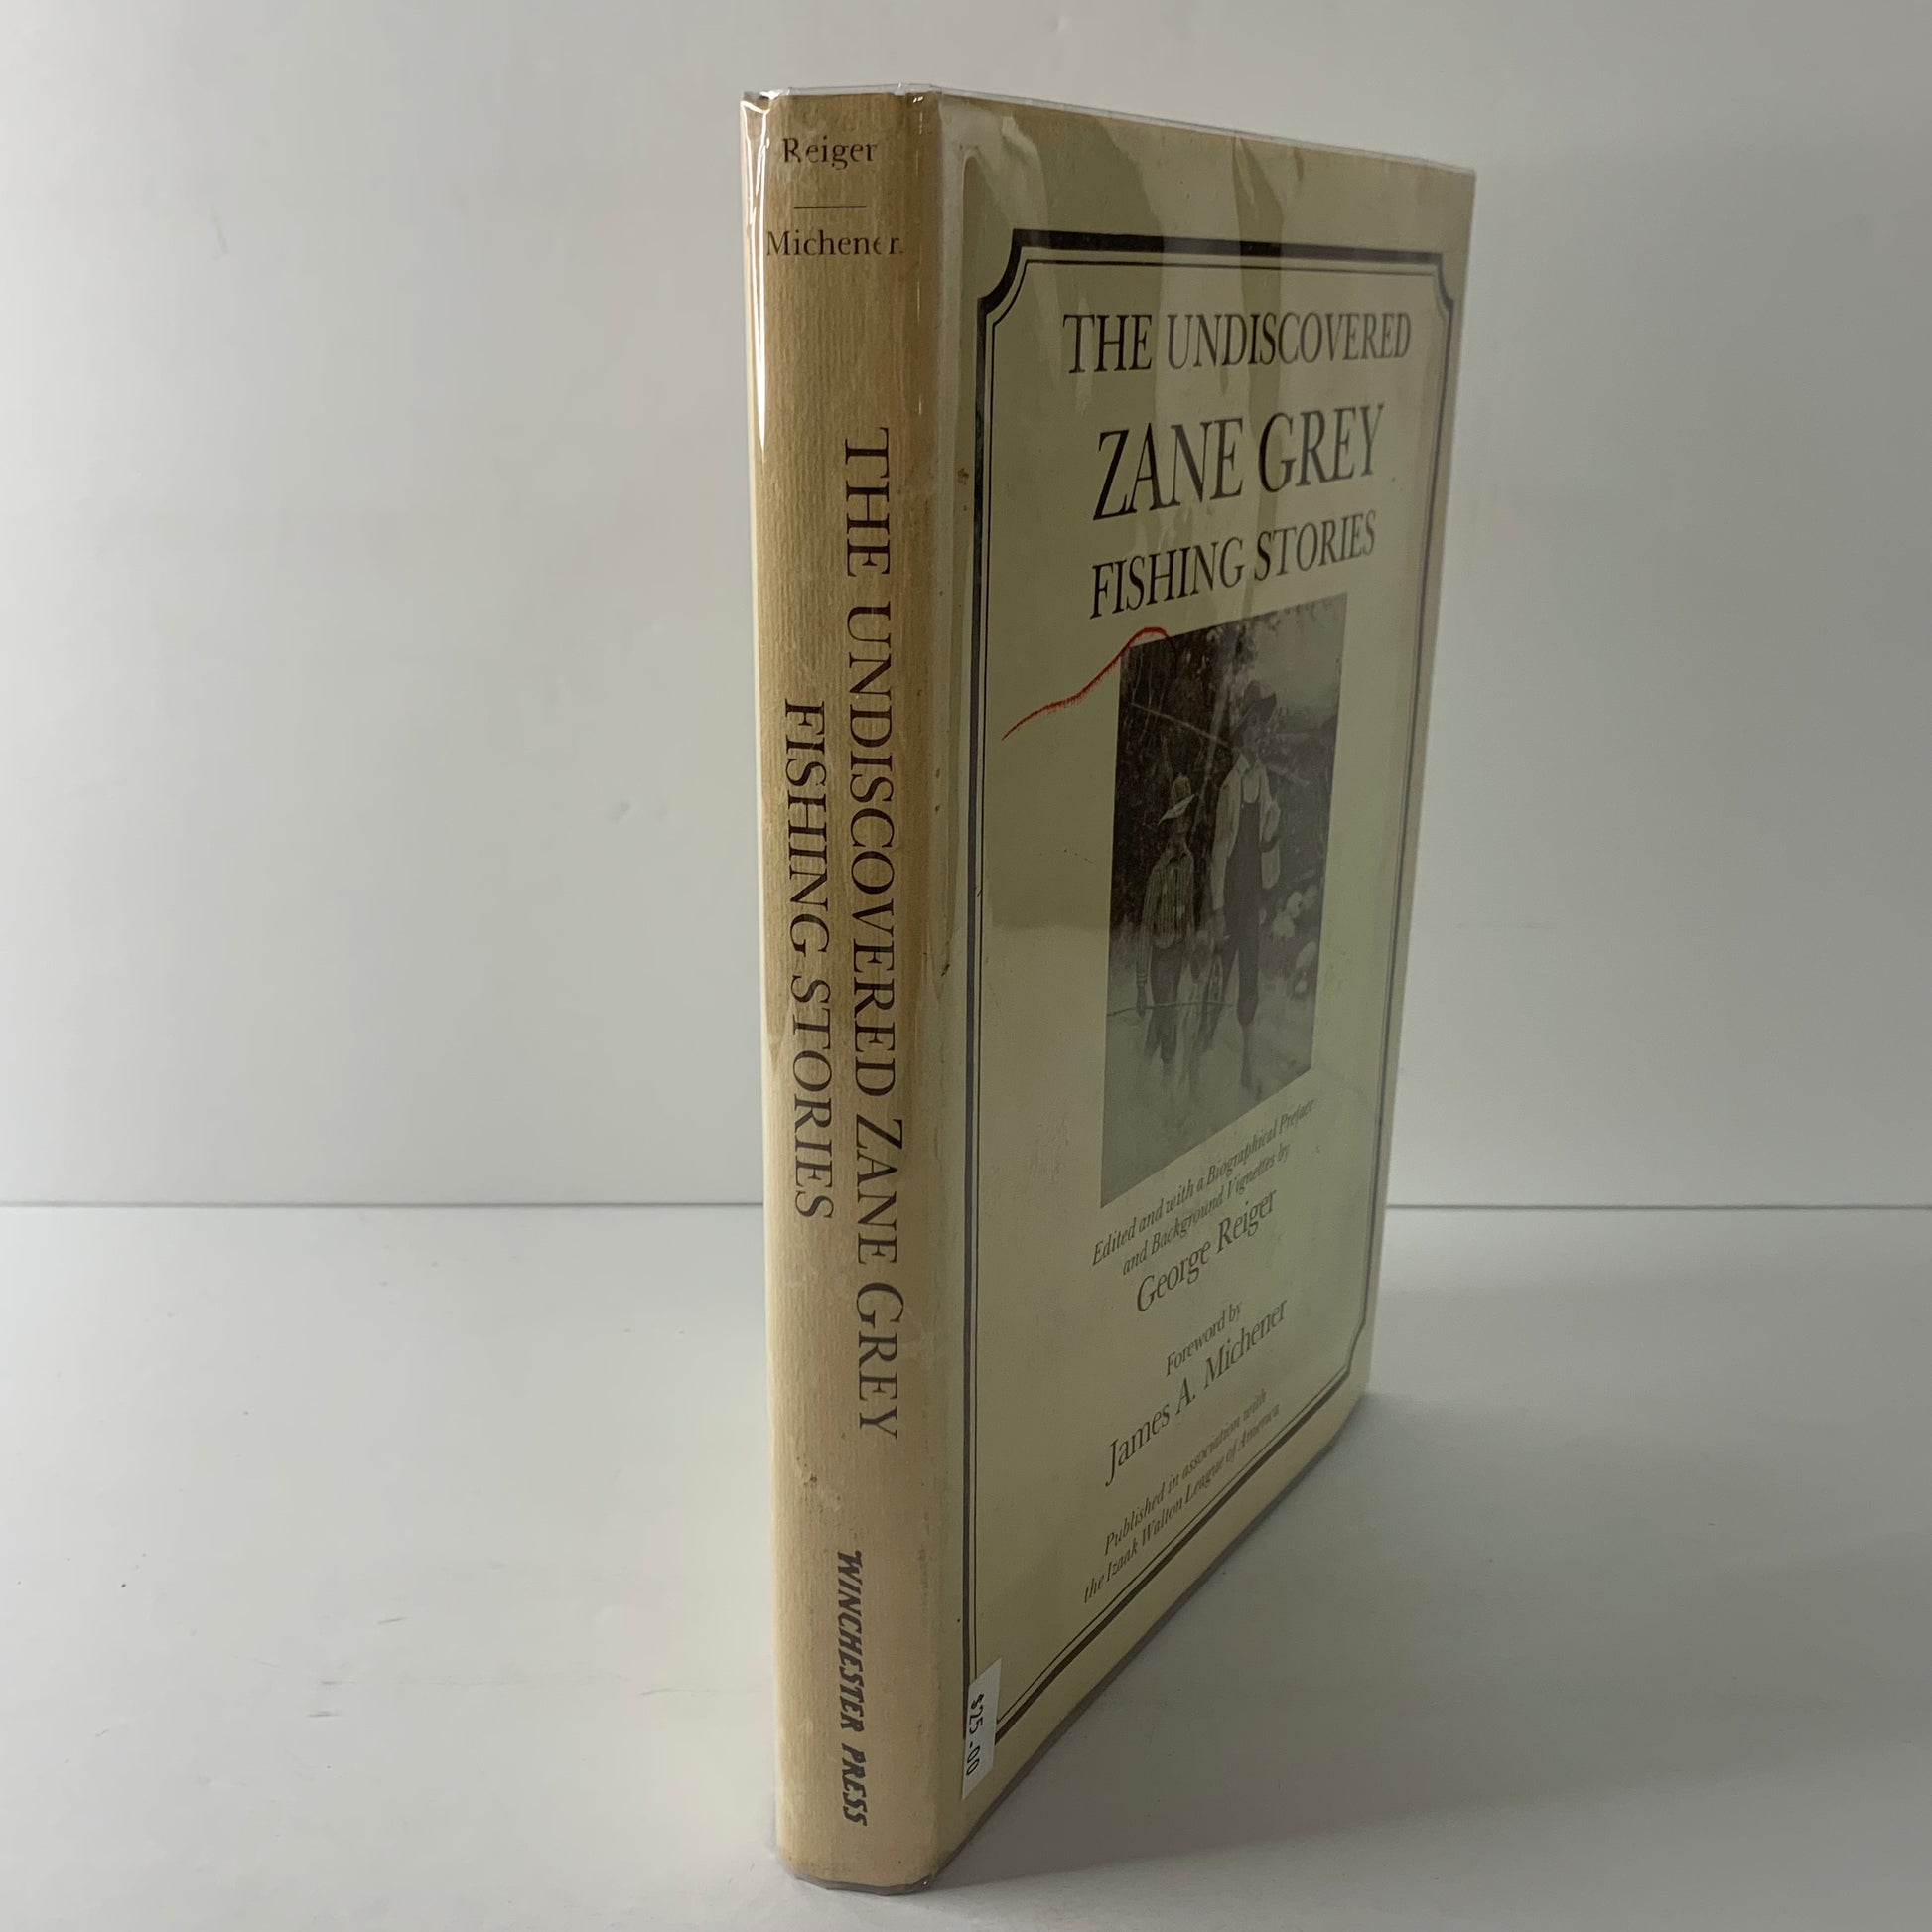 Reiger
Michener
THE UNDISCOVERED ZANE GREY
FISHING STORIES
WINCHESTER PRESS
THE UNDISCOVERED
ZANE GREY
FISHING STORIES
Edited and with a Biographical Preface
and Background Vignettes by
George Reiger
Foreword by
James A. Michener
Published in association with
the Izaak Walton League of America
$25.00